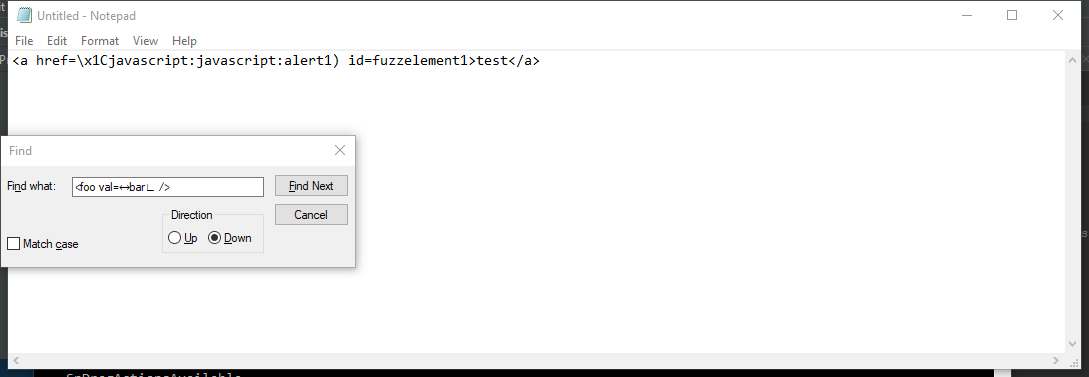 Untitled - Notepad
File Edit Format View Help
<a href=\x1Cjavascript:javascript:alert1) id=fuzzelement1>test</a>
Find
Find what: <foo val=↔bar∟ /> Find Next
Direction Cancel
Up Down
Match case